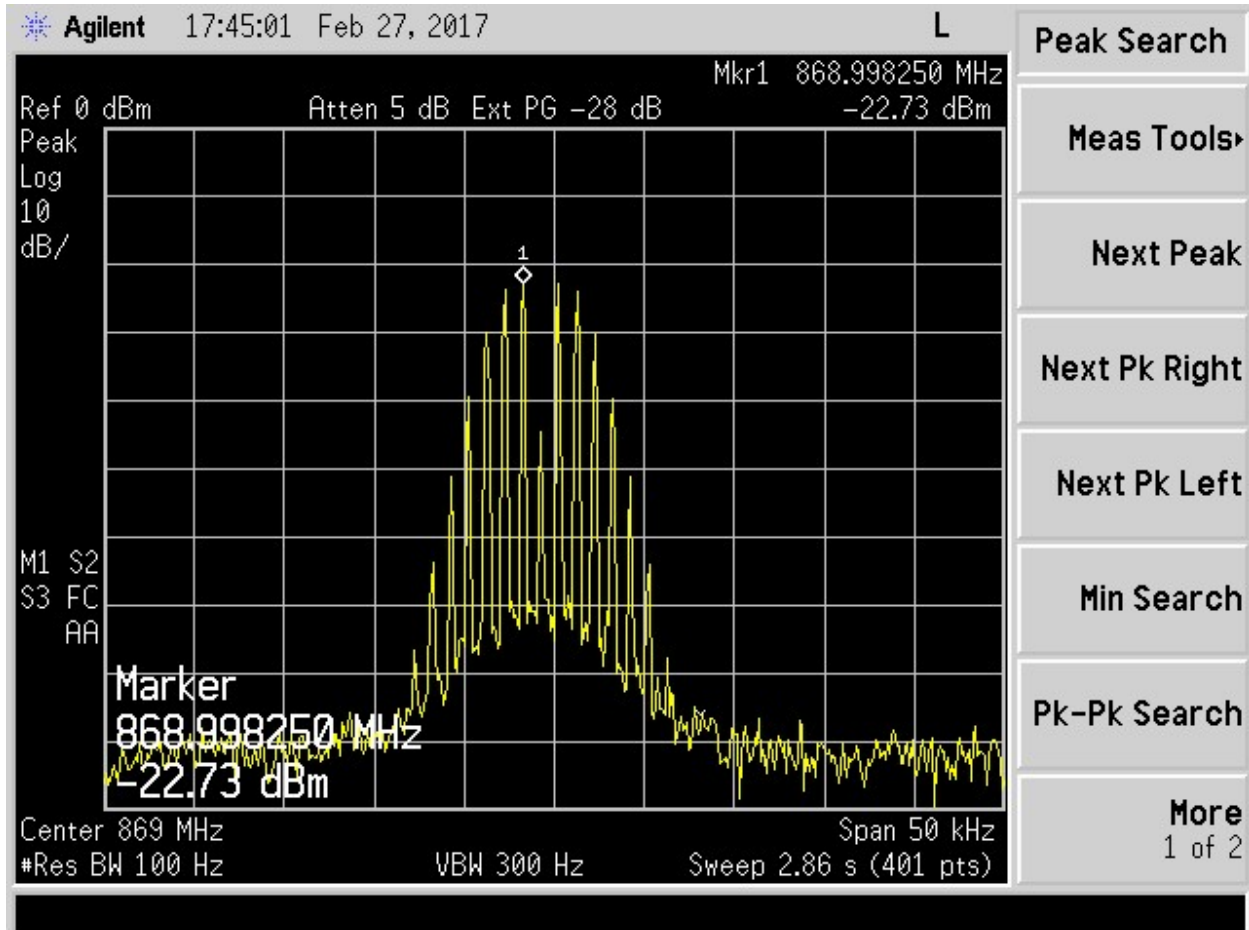 Agilent 17:45:01 Feb 27, 2017 L
Mkr1 868.998250 MHz
Ref 0 dBm Atten 5 dB Ext PG -28 dB -22.73 dBm
Peak
Log
10
dB/
1
M1 S2
S3 FC
AA
Marker
868.998250 MHz
-22.73 dBm
Center 869 MHz Span 50 kHz
#Res BW 100 Hz VBW 300 Hz Sweep 2.86 s (401 pts)
Peak Search
Meas Tools
Next Peak
Next Pk Right
Next Pk Left
Min Search
Pk-Pk Search
More
1 of 2